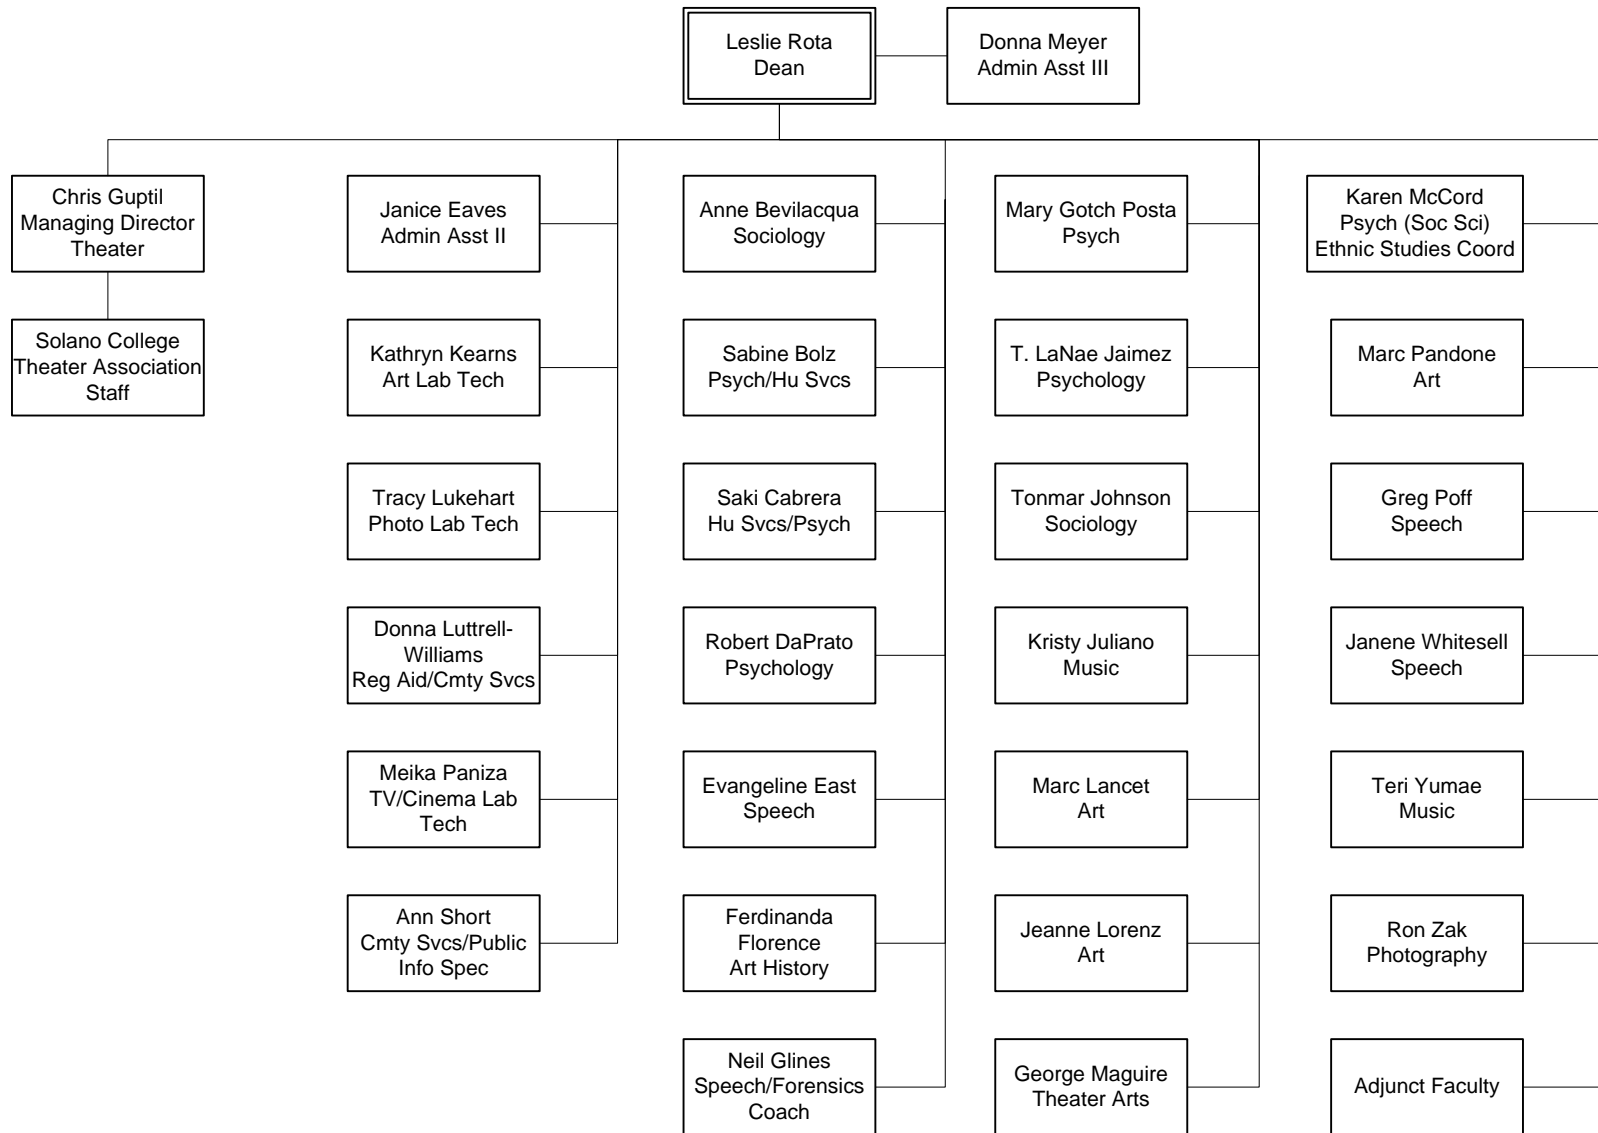 Leslie Rota
Dean
Donna Meyer
Admin Asst III
Chris Guptil
Managing Director
Theater
Solano College
Theater Association
Staff
Janice Eaves
Admin Asst II
Kathryn Kearns
Art Lab Tech
Tracy Lukehart
Photo Lab Tech
Donna Luttrell-
Williams
Reg Aid/Cmty Svcs
Meika Paniza
TV/Cinema Lab
Tech
Ann Short
Cmty Svcs/Public
Info Spec
Anne Bevilacqua
Sociology
Sabine Bolz
Psych/Hu Svcs
Saki Cabrera
Hu Svcs/Psych
Robert DaPrato
Psychology
Evangeline East
Speech
Ferdinanda
Florence
Art History
Neil Glines
Speech/Forensics
Coach
Mary Gotch Posta
Psych
T. LaNae Jaimez
Psychology
Tonmar Johnson
Sociology
Kristy Juliano
Music
Marc Lancet
Art
Jeanne Lorenz
Art
George Maguire
Theater Arts
Karen McCord
Psych (Soc Sci)
Ethnic Studies Coord
Marc Pandone
Art
Greg Poff
Speech
Janene Whitesell
Speech
Teri Yumae
Music
Ron Zak
Photography
Adjunct Faculty